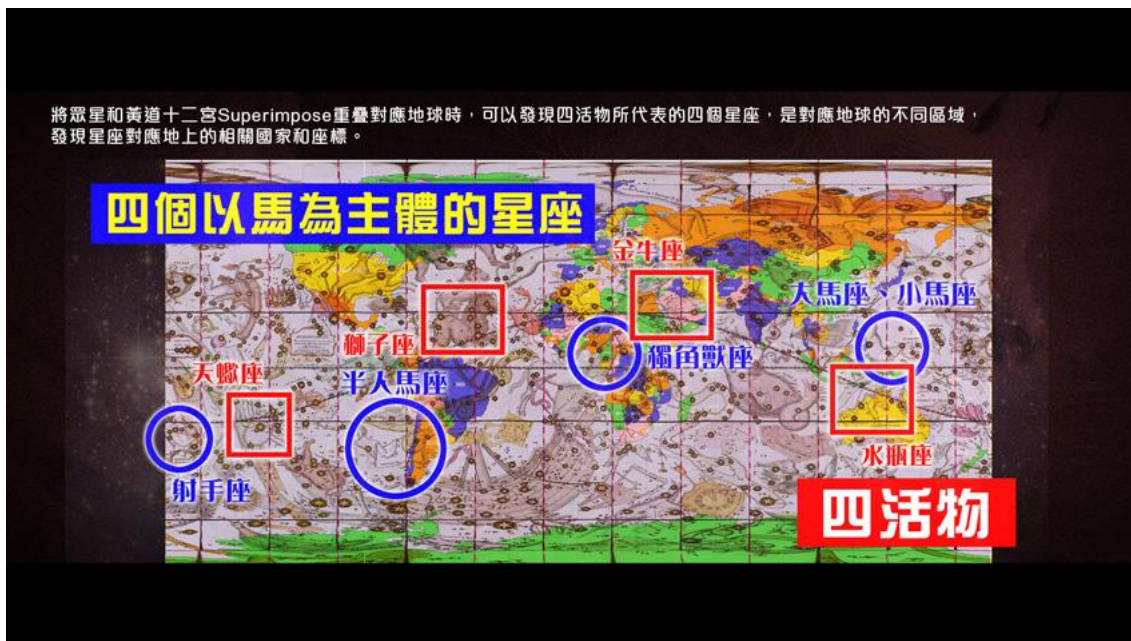 將眾星和黃道十二宮Superimpose重疊對應地球時，可以發現四活物所代表的四個星座，是對應地球的不同區域，
發現星座對應地上的相關國家和座標。
四個以馬為主體的星座
金牛座
大馬座、小馬座
獅子座
獨角獸座
天蠍座
半人馬座
水瓶座
射手座
四活物